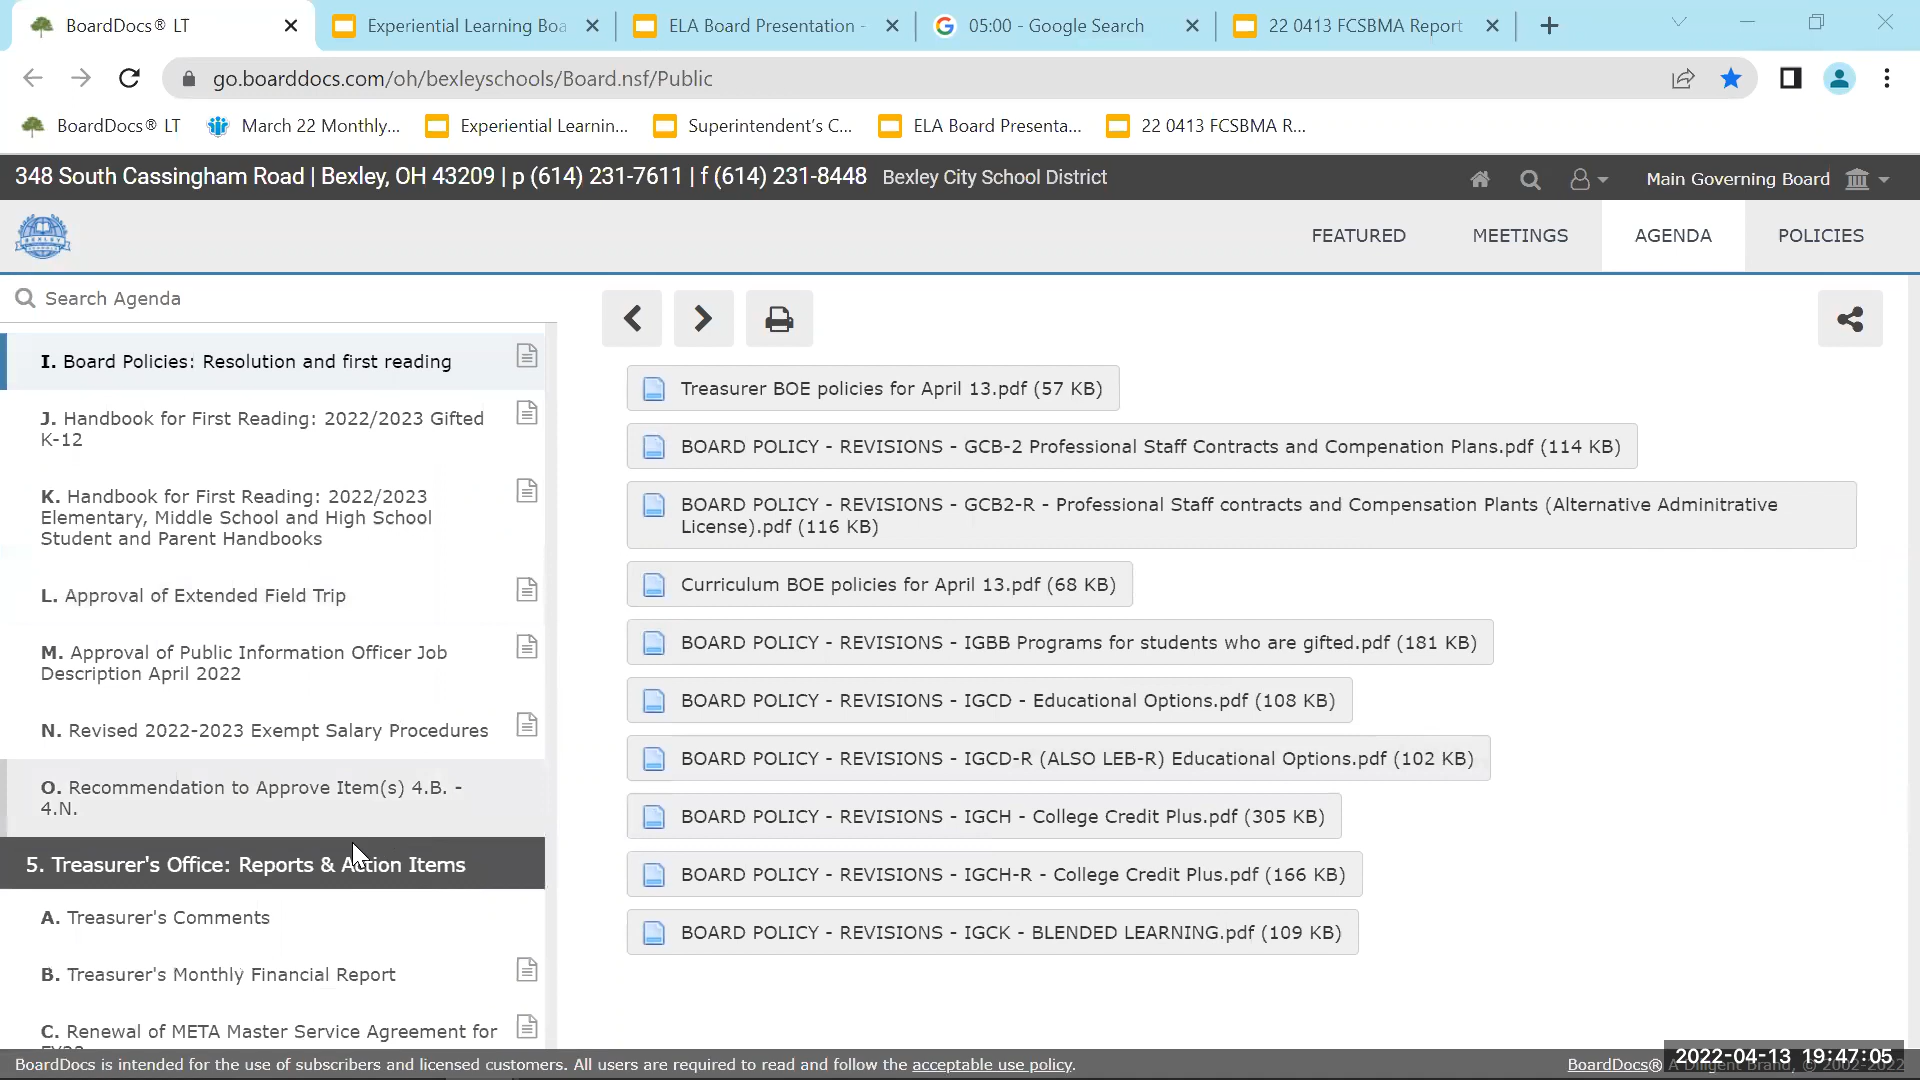 BoardDocs® LT
Experiential Learning Boa
ELA Board Presentation -
05:00 - Google Search
22 0413 FCSBMA Report
go.boarddocs.com/oh/bexleyschools/Board.nsf/Public
BoardDocs® LT
March 22 Monthly...
Experiential Learnin...
Superintendent's C...
ELA Board Presenta...
22 0413 FCSBMA R...
348 South Cassingham Road | Bexley, OH 43209 | p (614) 231-7611 | f (614) 231-8448 Bexley City School District
Main Governing Board
BEXLEY
FEATURED
MEETINGS
AGENDA
POLICIES
Search Agenda
I. Board Policies: Resolution and first reading
J. Handbook for First Reading: 2022/2023 Gifted
K-12
K. Handbook for First Reading: 2022/2023
Elementary, Middle School and High School
Student and Parent Handbooks
L. Approval of Extended Field Trip
M. Approval of Public Information Officer Job
Description April 2022
N. Revised 2022-2023 Exempt Salary Procedures
O. Recommendation to Approve Item(s) 4.B. -
4.N.
5. Treasurer's Office: Reports & Action Items
A. Treasurer's Comments
B. Treasurer's Monthly Financial Report
C. Renewal of META Master Service Agreement for
Treasurer BOE policies for April 13.pdf (57 KB)
BOARD POLICY - REVISIONS - GCB-2 Professional Staff Contracts and Compenation Plans.pdf (114 KB)
BOARD POLICY - REVISIONS - GCB2-R - Professional Staff contracts and Compensation Plants (Alternative Adminitrative
License).pdf (116 KB)
Curriculum BOE policies for April 13.pdf (68 KB)
BOARD POLICY - REVISIONS - IGBB Programs for students who are gifted.pdf (181 KB)
BOARD POLICY - REVISIONS - IGCD - Educational Options.pdf (108 KB)
BOARD POLICY - REVISIONS - IGCD-R (ALSO LEB-R) Educational Options.pdf (102 KB)
BOARD POLICY - REVISIONS - IGCH - College Credit Plus.pdf (305 KB)
BOARD POLICY - REVISIONS - IGCH-R - College Credit Plus.pdf (166 KB)
BOARD POLICY - REVISIONS - IGCK - BLENDED LEARNING.pdf (109 KB)
BoardDocs is intended for the use of subscribers and licensed customers. All users are required to read and follow the acceptable use policy.
BoardDocs® A Diligent Brand, © 2002-2022
2022-04-13 19:47:05